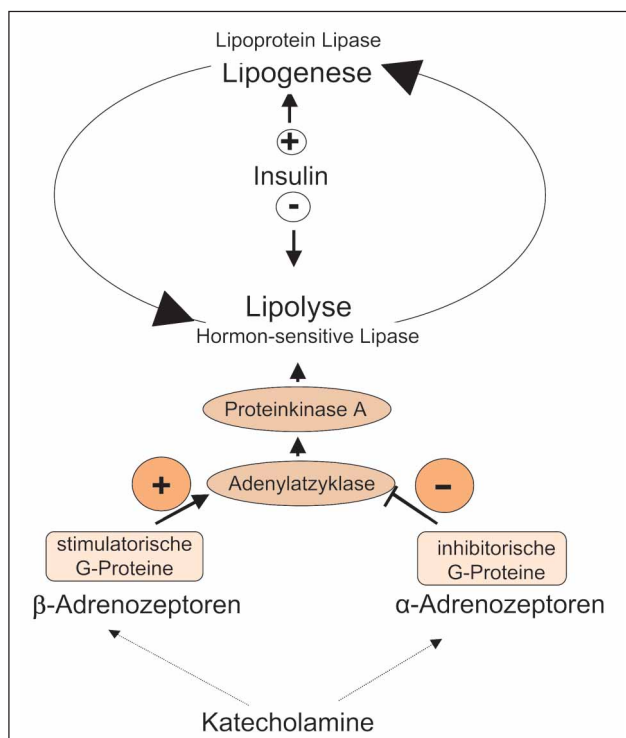 Lipoprotein Lipase
Lipogenese
+
Insulin
-
Lipolyse
Hormon-sensitive Lipase
Proteinkinase A
+
Adenylatzyklase
−
stimulatorische
G-Proteine
inhibitorische
G-Proteine
β-Adrenozeptoren
α-Adrenozeptoren
Katecholamine